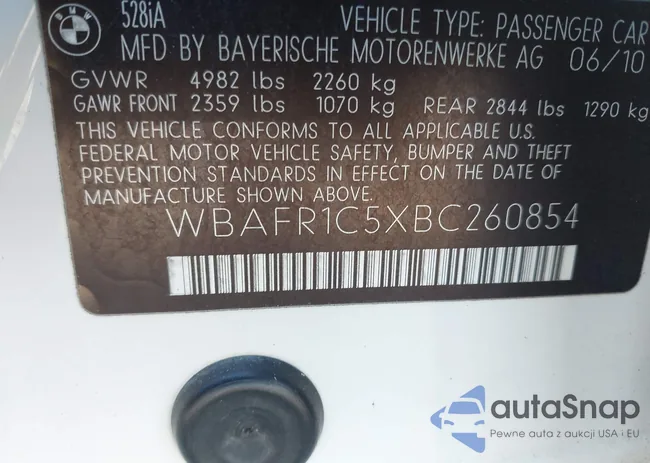 BMW
528iA
VEHICLE TYPE: PASSENGER CAR
MFD BY BAYERISCHE MOTORENWERKE AG 06/10
GVWR 4982 lbs 2260 kg
GAWR FRONT 2359 lbs 1070 kg REAR 2844 lbs 1290 kg
THIS VEHICLE CONFORMS TO ALL APPLICABLE U.S.
FEDERAL MOTOR VEHICLE SAFETY, BUMPER AND THEFT
PREVENTION STANDARDS IN EFFECT ON THE DATE OF
MANUFACTURE SHOWN ABOVE.
WBAFR1C5XBC260854
autaSnap
Pewne auta z aukcji USA i EU